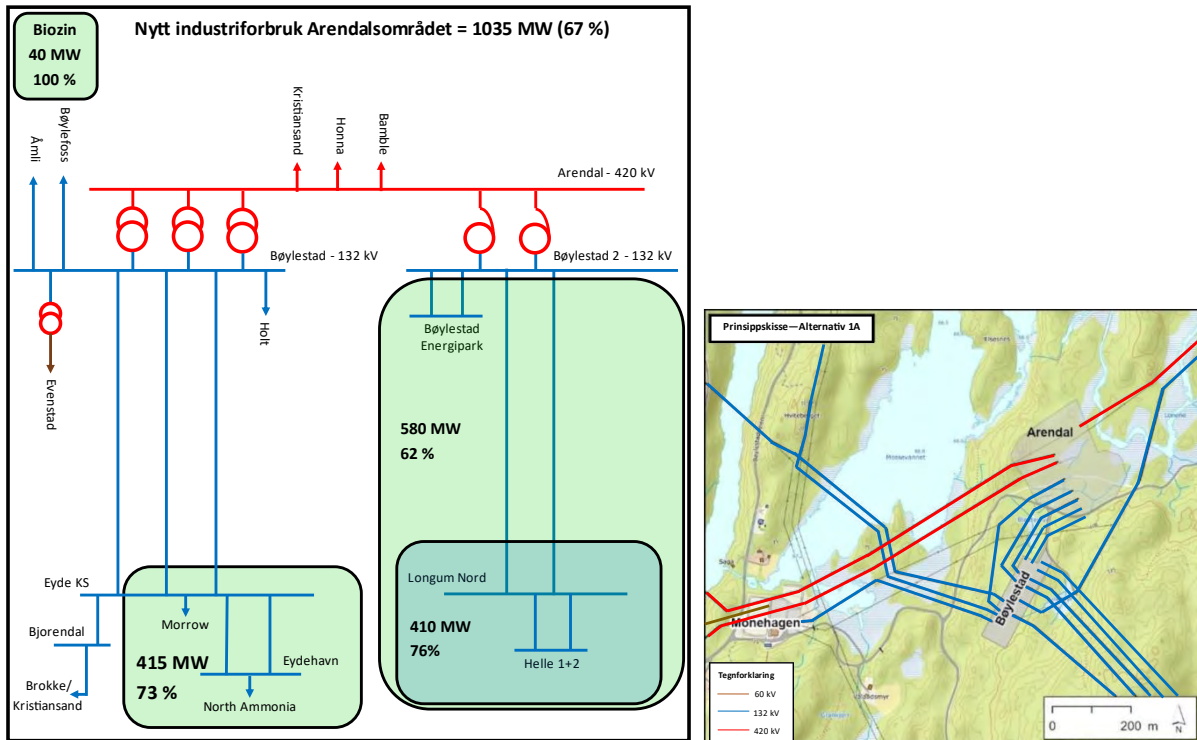 Biozin
40 MW
100 %
Nytt industriforbruk Arendalsområdet = 1035 MW (67 %)
Åmli
Bøylefoss
Kristiansand
Honna
Bamble
Arendal - 420 kV
Bøylestad - 132 kV
Bøylestad 2 - 132 kV
Evenstad
Holt
Bøylestad
Energipark
580 MW
62 %
Eyde KS
Morrow
Bjorendal
415 MW
73 %
Eydehavn
Brokke/
Kristiansand
North Ammonia
Longum Nord
410 MW
76%
Helle 1+2
Prinsippskisse—Alternativ 1A
Arendal
Bøylestad
Monehagen
Tegnforklaring
60 kV
132 kV
420 kV
0
200 m
N